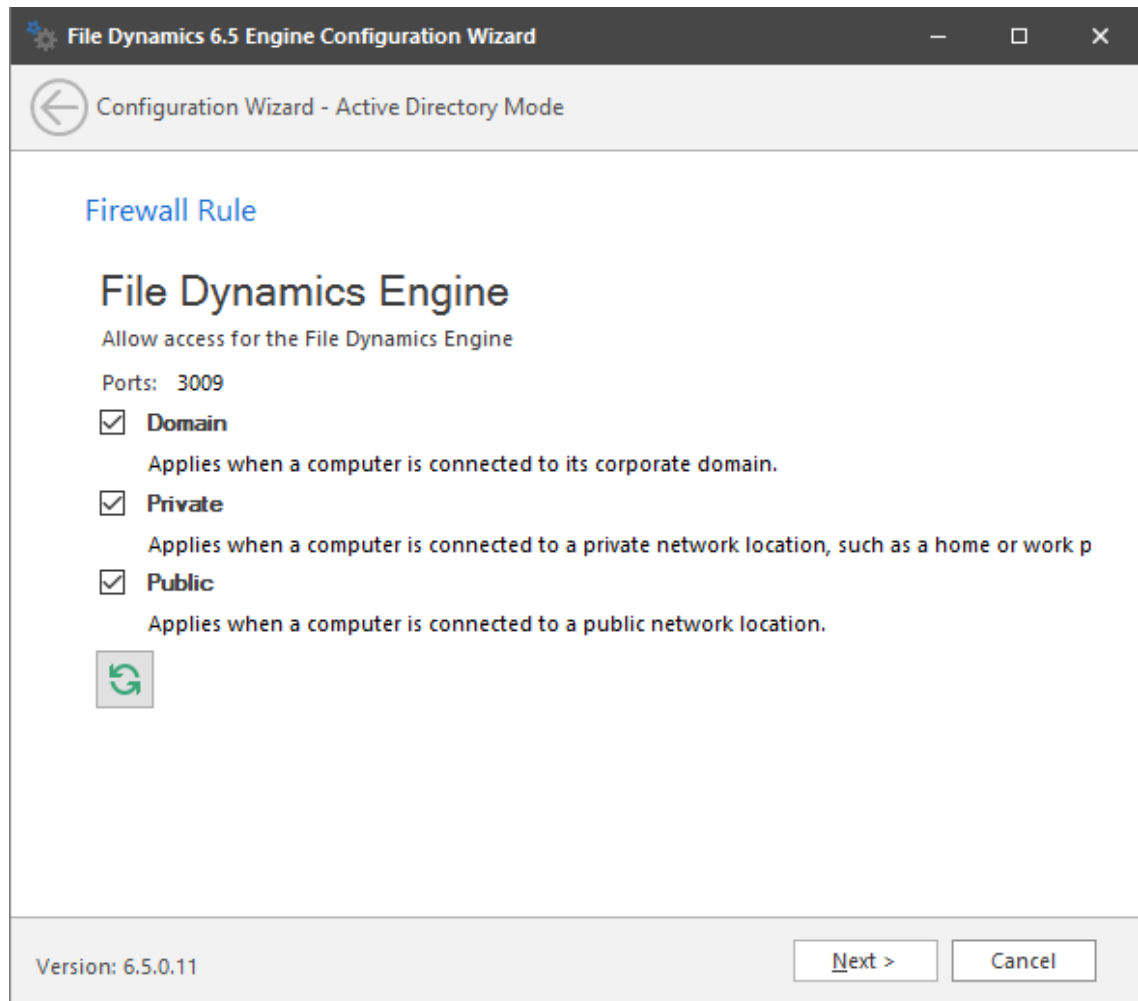 File Dynamics 6.5 Engine Configuration Wizard
Configuration Wizard - Active Directory Mode
Firewall Rule
File Dynamics Engine
Allow access for the File Dynamics Engine
Ports: 3009
Domain
Applies when a computer is connected to its corporate domain.
Private
Applies when a computer is connected to a private network location, such as a home or work p
Public
Applies when a computer is connected to a public network location.
Version: 6.5.0.11
Next >
Cancel